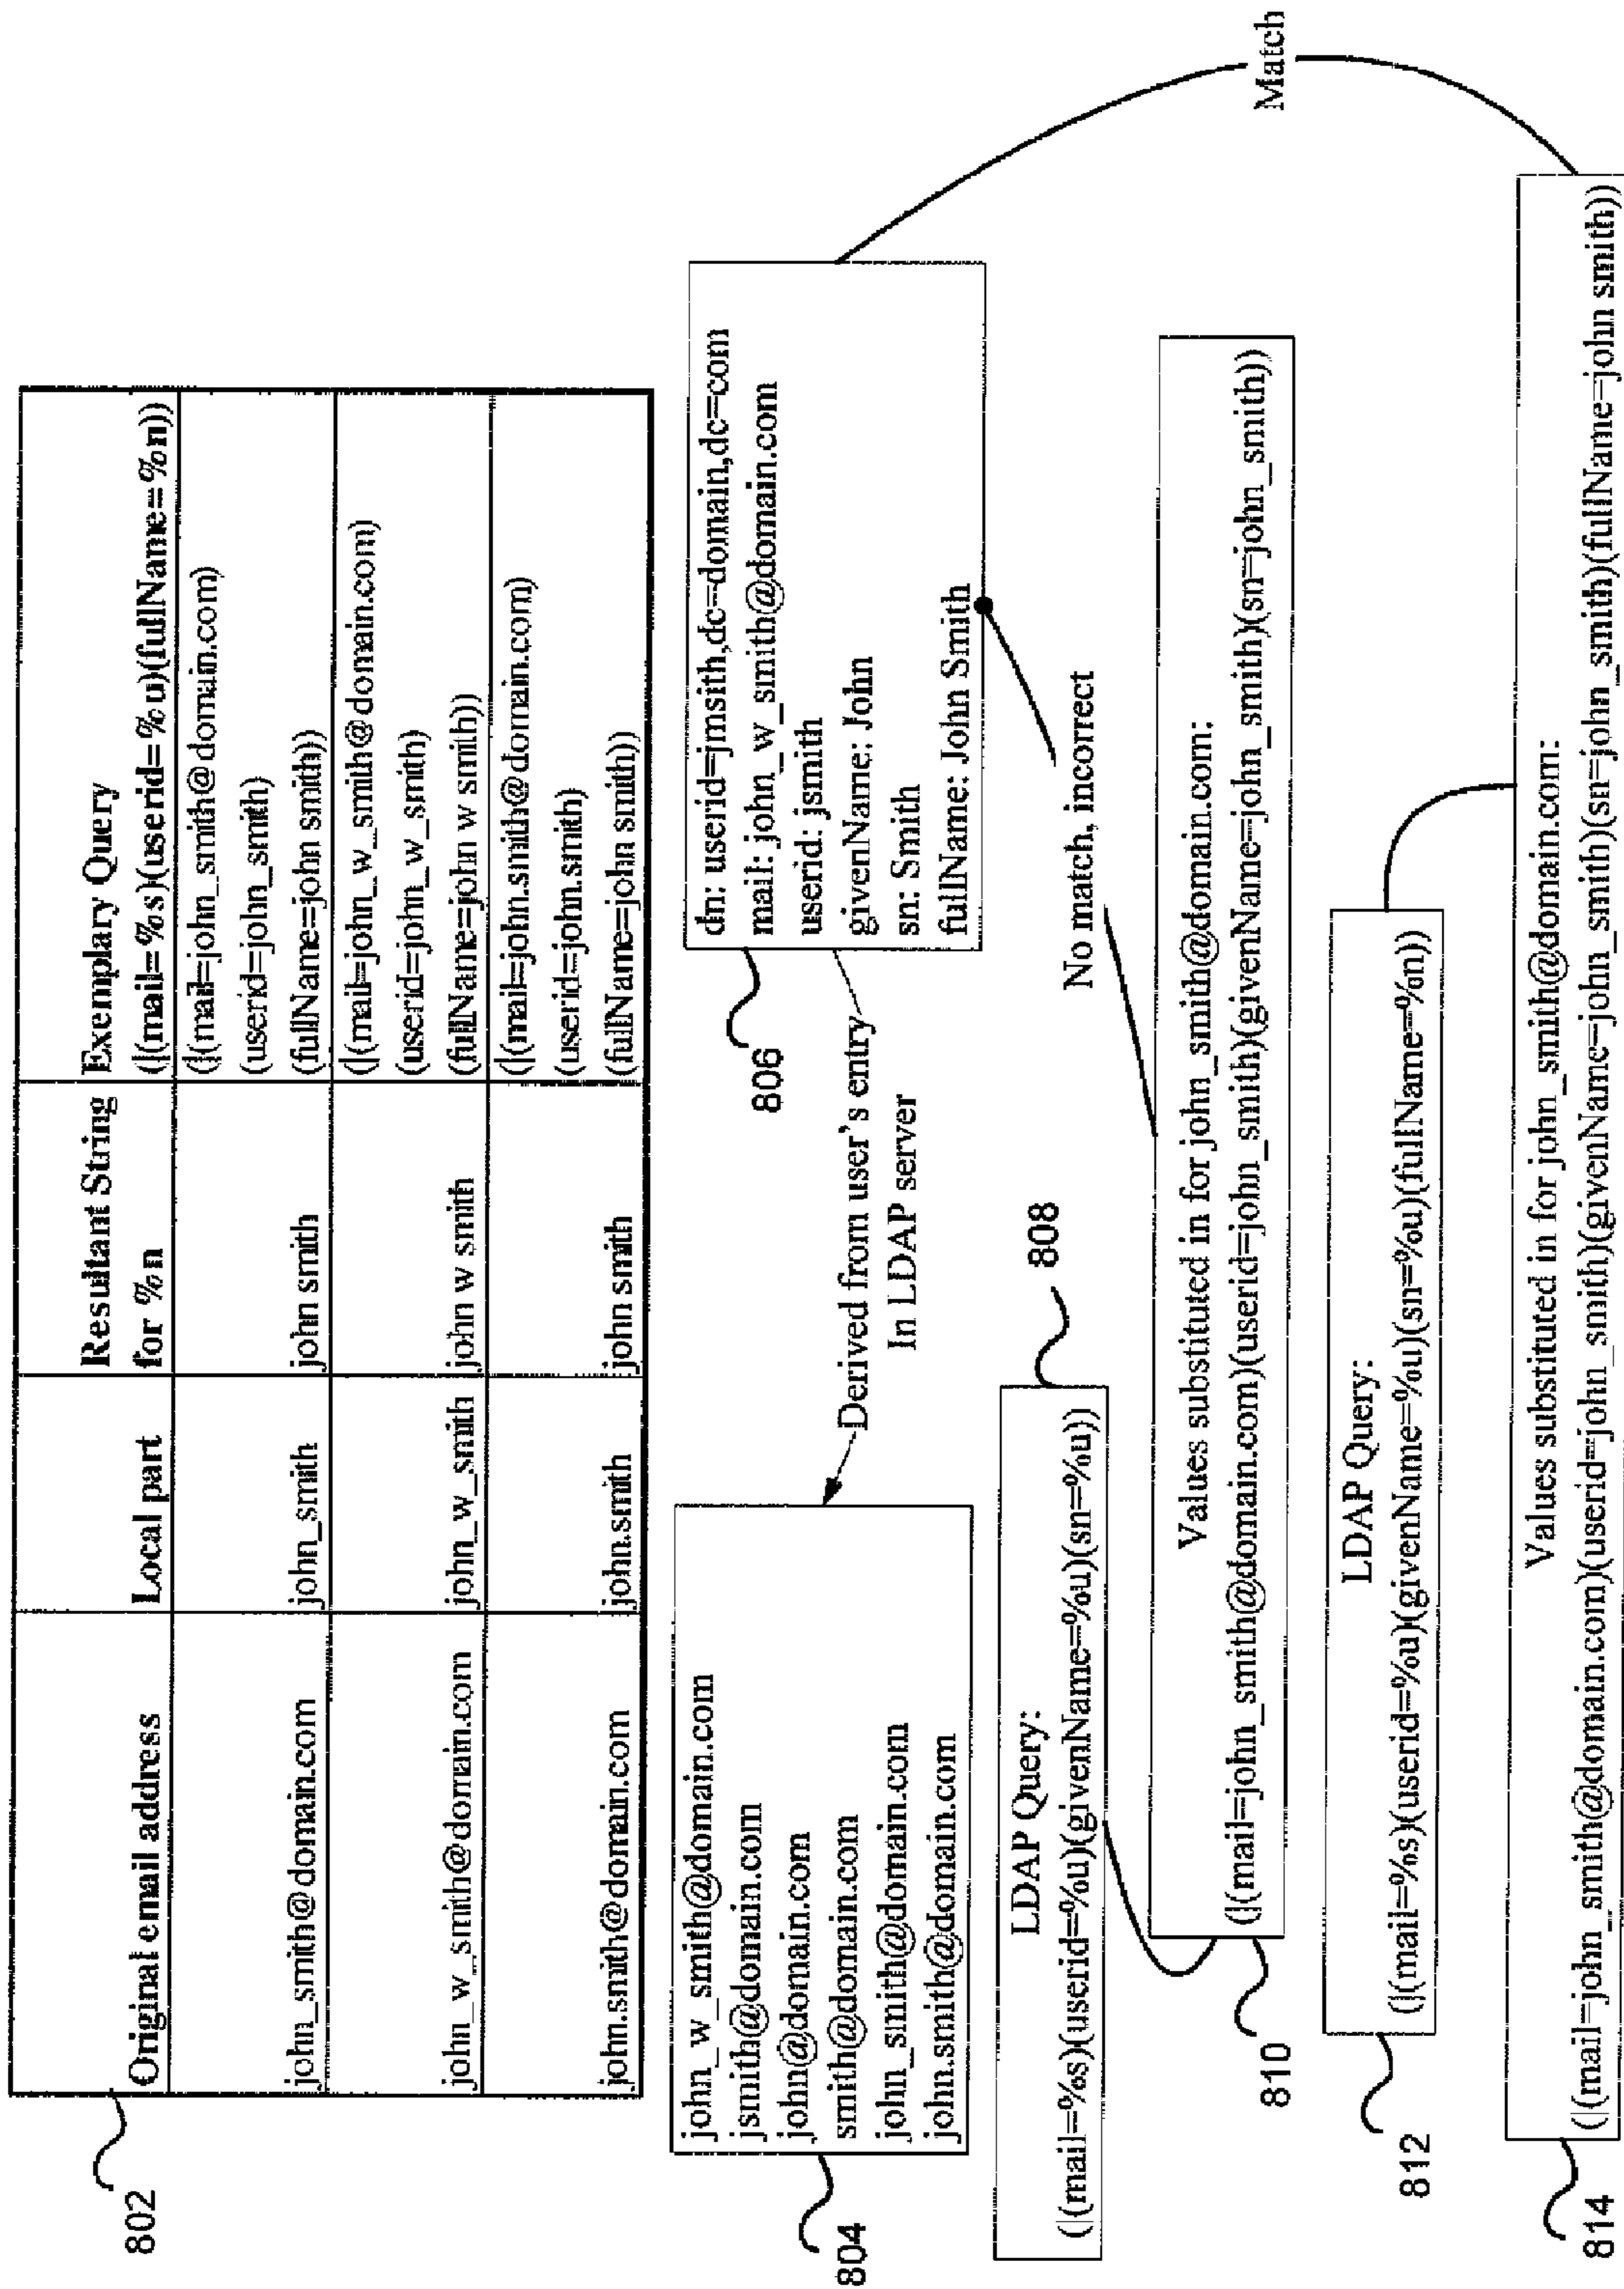 Original email address Local part Resultant String for %n Exemplary Query
(|(mail=%s)(userid=%u)(fullName=%n))
john_smith@domain.com john_smith john smith (|(mail=john_smith@domain.com)
(userid=john_smith)
(fullName=john smith))
john_w_smith@domain.com john_w_smith john w smith (|(mail=john_w_smith@domain.com)
(userid=john_w_smith)
(fullName=john w smith))
john.smith@domain.com john.smith john smith (|(mail=john.smith@domain.com)
(userid=john.smith)
(fullName=john smith))
802
john_w_smith@domain.com
jsmith@domain.com
john@domain.com
smith@domain.com
john_smith@domain.com
john.smith@domain.com
804
Derived from user's entry
In LDAP server
dn: userid=jmsith,dc=domain,dc=com
mail: john_w_smith@domain.com
userid: jsmith
givenName: John
sn: Smith
fullName: John Smith
806
LDAP Query:
(|(mail=%s)(userid=%u)(givenName=%u)(sn=%u))
808
No match, incorrect
Match
Values substituted in for john_smith@domain.com:
(|(mail=john_smith@domain.com)(userid=john_smith)(givenName=john_smith)(sn=john_smith))
810
LDAP Query:
(|(mail=%s)(userid=%u)(givenName=%u)(sn=%u)(fullName=%n))
812
Values substituted in for john_smith@domain.com:
(|(mail=john_smith@domain.com)(userid=john_smith)(givenName=john_smith)(sn=john_smith)(fullName=john smith))
814